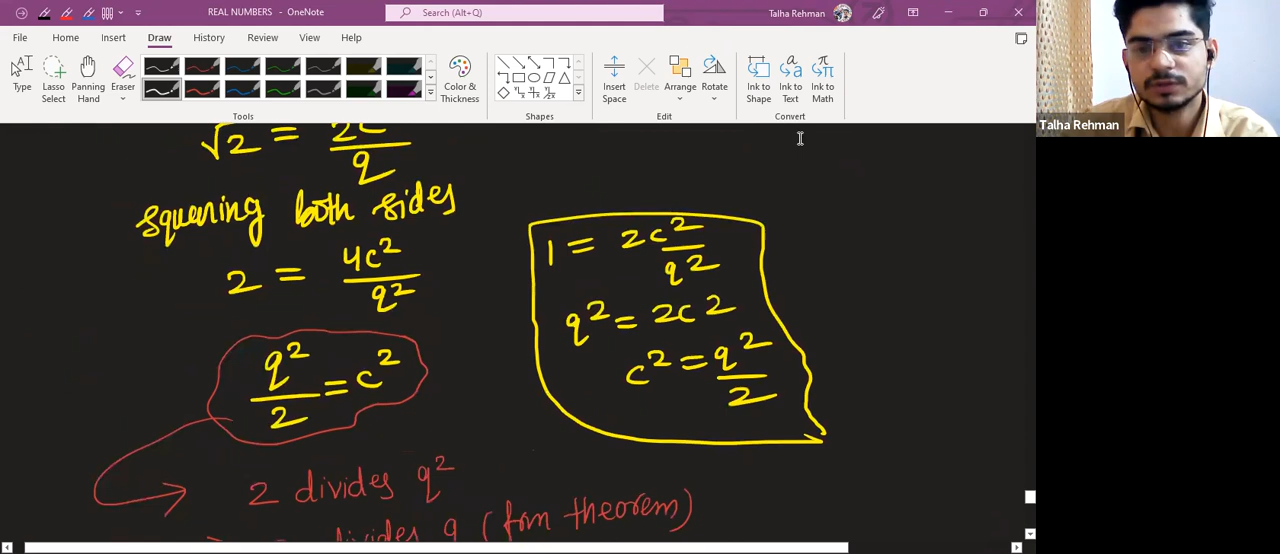 REAL NUMBERS - OneNote
Search (Alt+Q)
Talha Rehman
File Home Insert Draw History Review View Help
Type Lasso Select Panning Hand Eraser
Color & Thickness
Insert Space Delete Arrange Rotate
Ink to Shape Ink to Text Ink to Math
Tools Shapes Edit Convert
Talha Rehman
√2 = 2c/q
squaring both sides
2 = 4c²/q²
q²/2 = c²
1 = 2c²/q²
q² = 2c2
c² = q²/2
2 divides q²
divides q (from theorem)